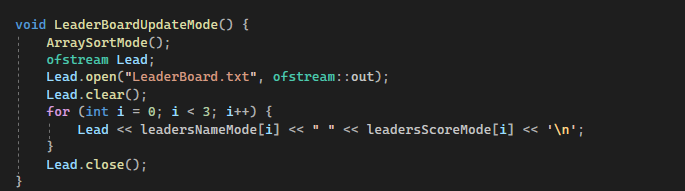 void LeaderBoardUpdateMode() {
    ArraySortMode();
    ofstream Lead;
    Lead.open("LeaderBoard.txt", ofstream::out);
    Lead.clear();
    for (int i = 0; i < 3; i++) {
        Lead << leadersNameMode[i] << " " << leadersScoreMode[i] << '\n';
    }
    Lead.close();
}